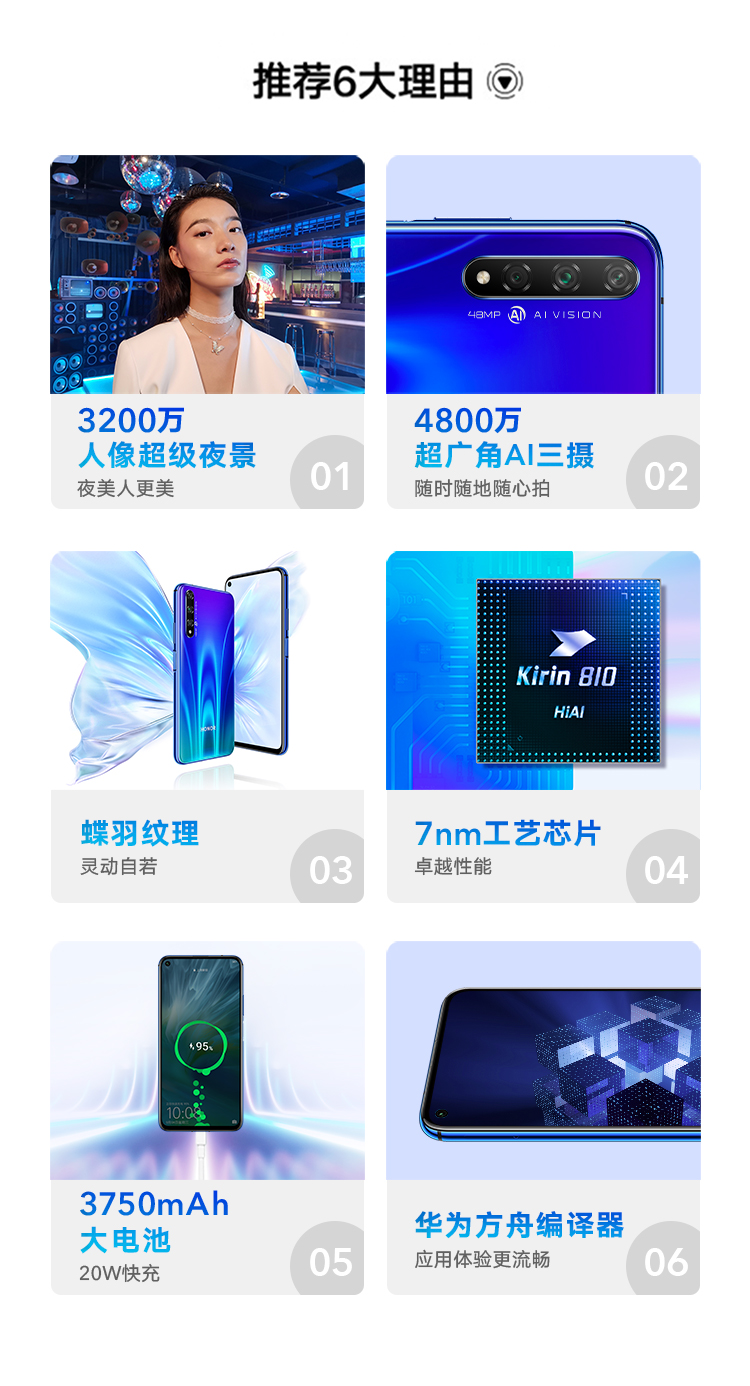 推荐6大理由
3200万
人像超级夜景
夜美人更美
01
48MP AI AI VISION
4800万
超广角AI三摄
随时随地随心拍
02
HONOR
蝶羽纹理
灵动自若
03
Kirin 810
HiAI
7nm工艺芯片
卓越性能
04
95%
10:08
3750mAh
大电池
20W快充
05
华为方舟编译器
应用体验更流畅
06